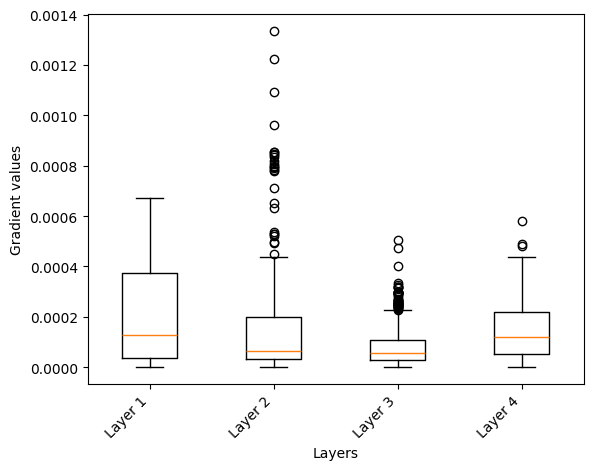 0.0014
0.0012
0.0010
0.0008
0.0006
0.0004
0.0002
0.0000
Gradient values
Layer 1
Layer 2
Layer 3
Layer 4
Layers